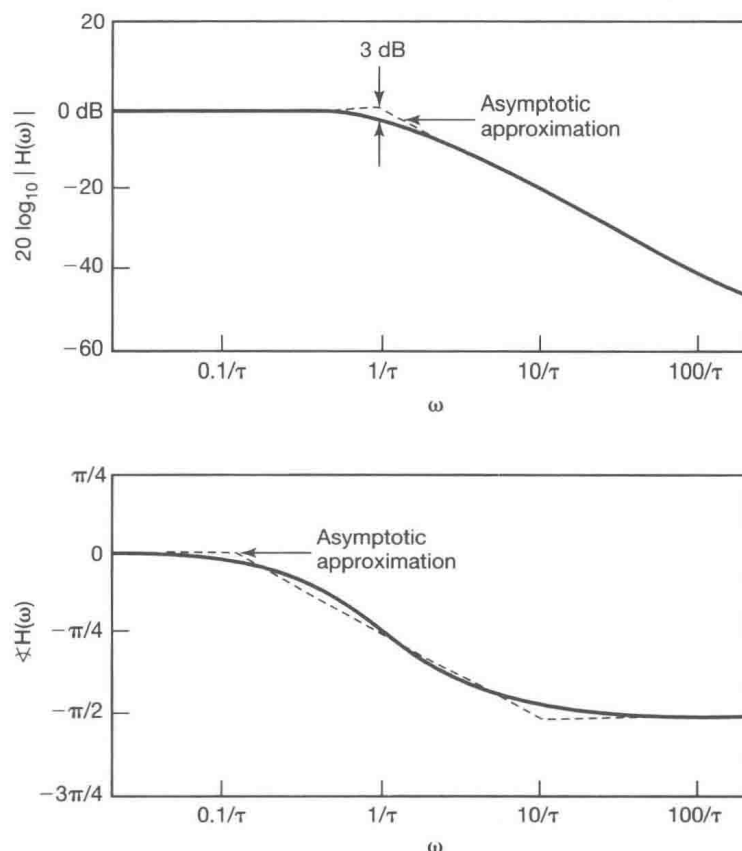 20
3 dB
0 dB
Asymptotic
approximation
-20
-40
-60
20 log₁₀ | H(ω) |
0.1/τ
1/τ
10/τ
100/τ
ω
π/4
0
Asymptotic
approximation
-π/4
-π/2
-3π/4
∢H(ω)
0.1/τ
1/τ
10/τ
100/τ
ω